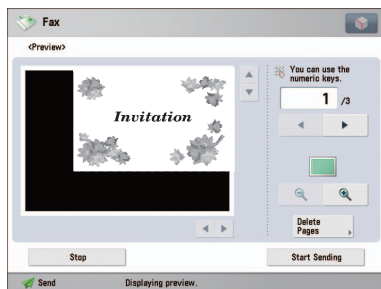 Fax
<Preview>
You can use the
numeric keys.
1 /3
Invitation
Delete
Pages
Stop
Start Sending
Send
Displaying preview.